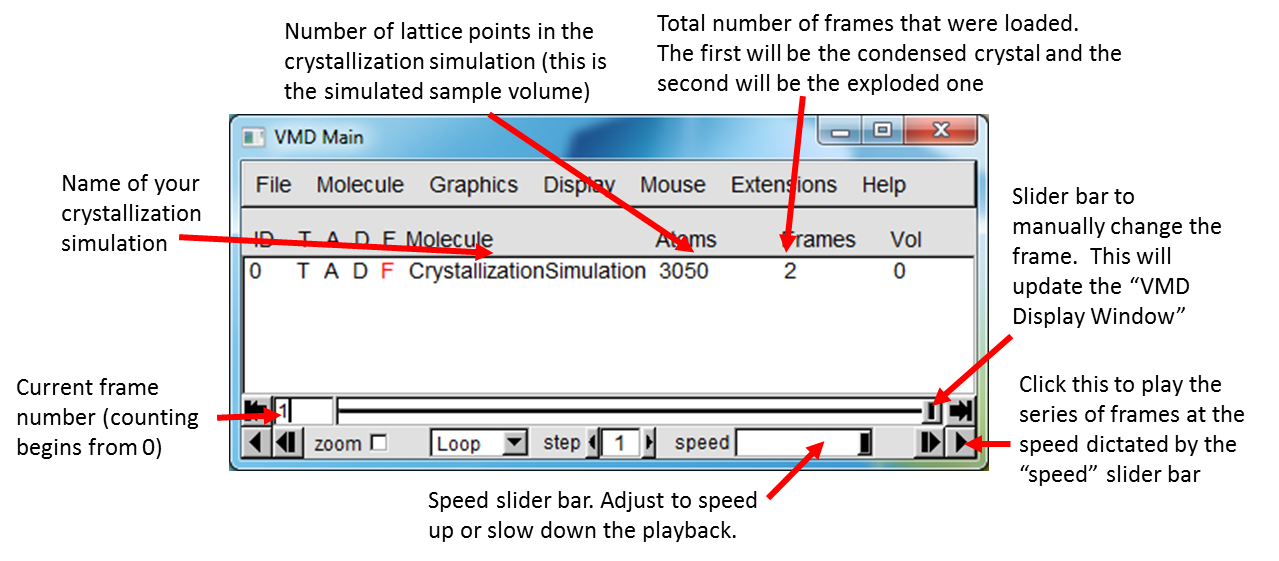 Number of lattice points in the
crystallization simulation (this is
the simulated sample volume)
Total number of frames that were loaded.
The first will be the condensed crystal and the
second will be the exploded one
Name of your
crystallization
simulation
VMD Main
File Molecule Graphics Display Mouse Extensions Help
ID T A D F Molecule Atoms Frames Vol
0 T A D F CrystallizationSimulation 3050 2 0
Slider bar to
manually change the
frame. This will
update the “VMD
Display Window”
Current frame
number (counting
begins from 0)
1
zoom Loop step 1 speed
Click this to play the
series of frames at the
speed dictated by the
“speed” slider bar
Speed slider bar. Adjust to speed
up or slow down the playback.